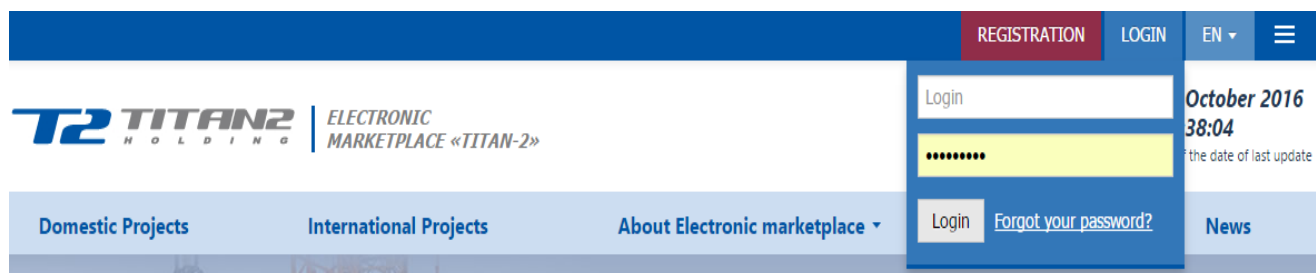 REGISTRATION LOGIN EN
Login
October 2016
38:04
the date of last update
T2 TITAN2
HOLDING
ELECTRONIC
MARKETPLACE «TITAN-2»
Login Forgot your password?
Domestic Projects International Projects About Electronic marketplace News